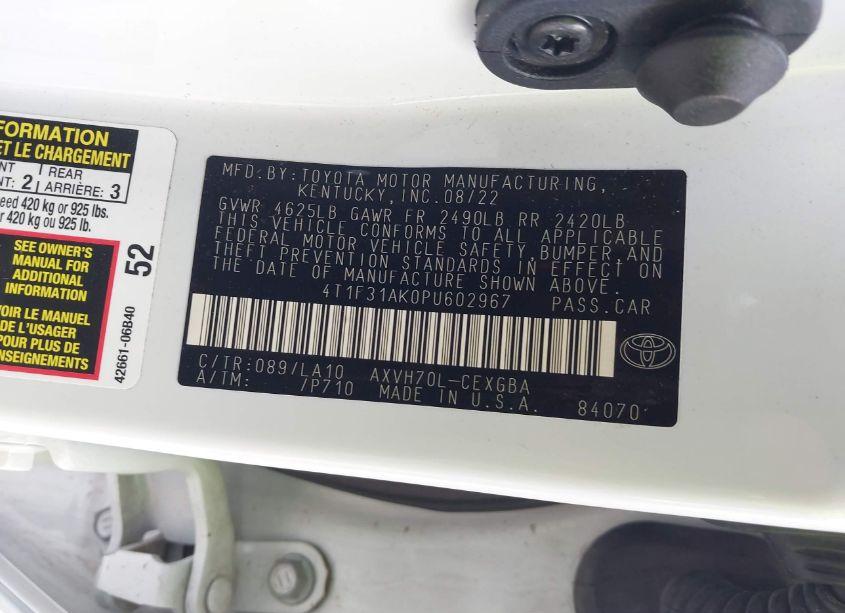 FORMATION
ET LE CHARGEMENT
NT REAR
NT: 2 ARRIÈRE: 3
eed 420 kg or 925 lbs.
r 420 kg ou 925 lb.
SEE OWNER'S
MANUAL FOR
ADDITIONAL
INFORMATION
VOIR LE MANUEL
DE L'USAGER
POUR PLUS DE
ENSEIGNEMENTS
52
42661-06B40
MFD.BY:TOYOTA MOTOR MANUFACTURING,
KENTUCKY,INC.08/22
GVWR 4625LB GAWR FR 2490LB RR 2420LB
THIS VEHICLE CONFORMS TO ALL APPLICABLE
FEDERAL MOTOR VEHICLE SAFETY,BUMPER,AND
THEFT PREVENTION STANDARDS IN EFFECT ON
THE DATE OF MANUFACTURE SHOWN ABOVE.
4T1F31AK0PU602967 PASS.CAR
C/TR:089/LA10 AXVH70L-CEXGBA
A/TM: /P710 MADE IN U.S.A. 84070